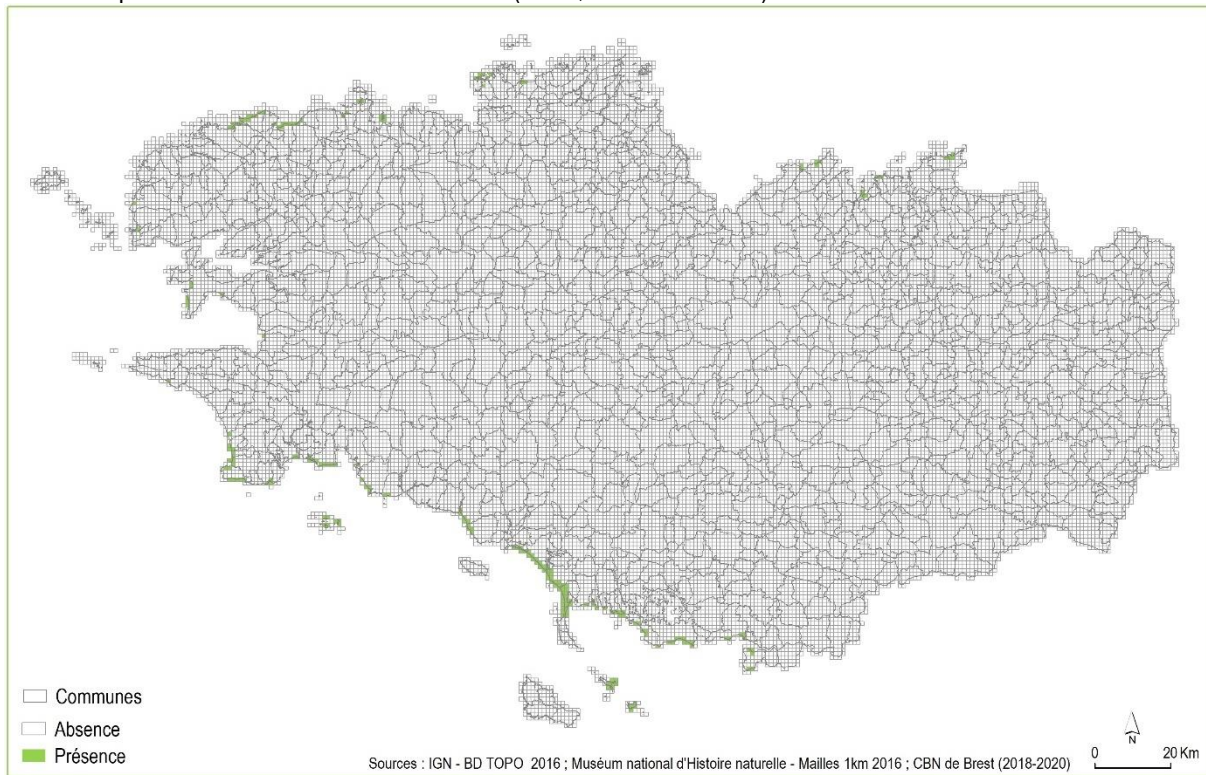 Communes
Absence
Présence
Sources : IGN - BD TOPO 2016 ; Muséum national d'Histoire naturelle - Mailles 1km 2016 ; CBN de Brest (2018-2020)
N
0 20 Km